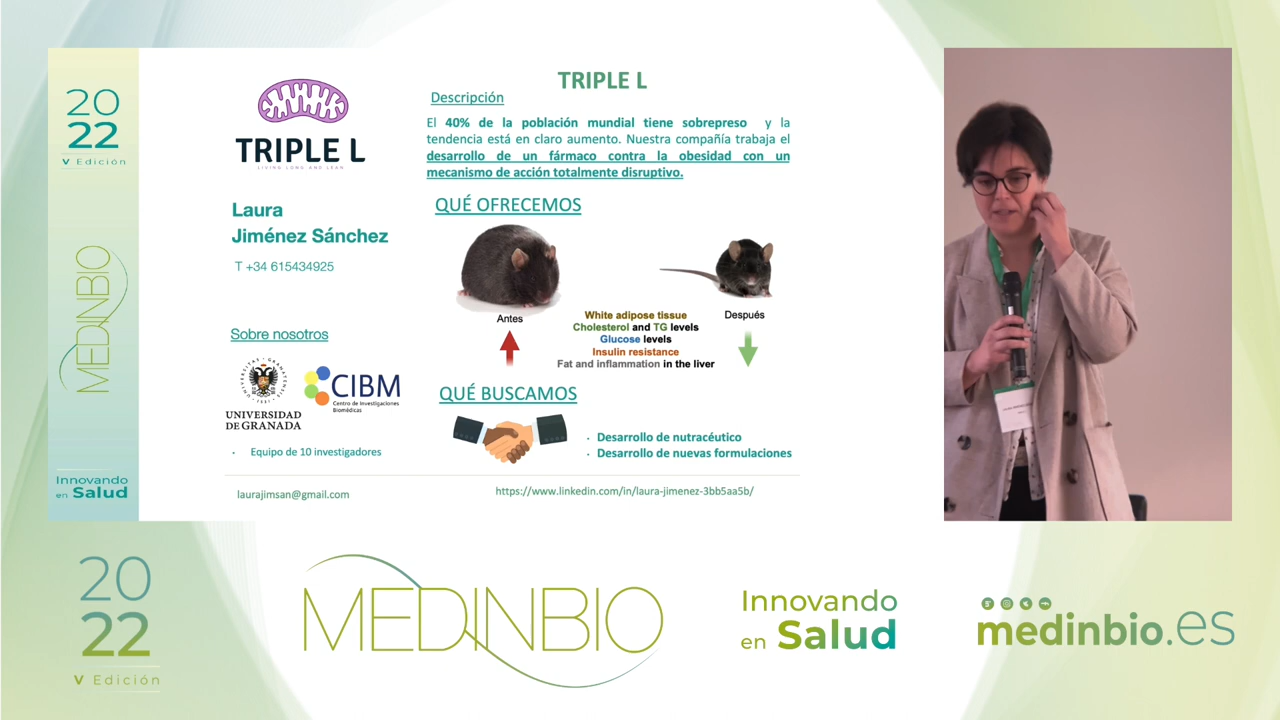 20
22
V Edición
MEDINBIO
Innovando
en Salud
TRIPLE L
LIVING LONG AND LEAN
Laura
Jiménez Sánchez
T +34 615434925
Sobre nosotros
UNIVERSIDAD
DE GRANADA
CIBM
Centro de Investigaciones
Biomédicas
· Equipo de 10 investigadores
laurajimsan@gmail.com
TRIPLE L
Descripción
El 40% de la población mundial tiene sobrepreso y la
tendencia está en claro aumento. Nuestra compañía trabaja el
desarrollo de un fármaco contra la obesidad con un
mecanismo de acción totalmente disruptivo.
QUÉ OFRECEMOS
Antes
Después
White adipose tissue
Cholesterol and TG levels
Glucose levels
Insulin resistance
Fat and inflammation in the liver
QUÉ BUSCAMOS
· Desarrollo de nutracéutico
· Desarrollo de nuevas formulaciones
https://www.linkedin.com/in/laura-jimenez-3bb5aa5b/
20
22
V Edición
MEDINBIO
Innovando
en Salud
medinbio.es